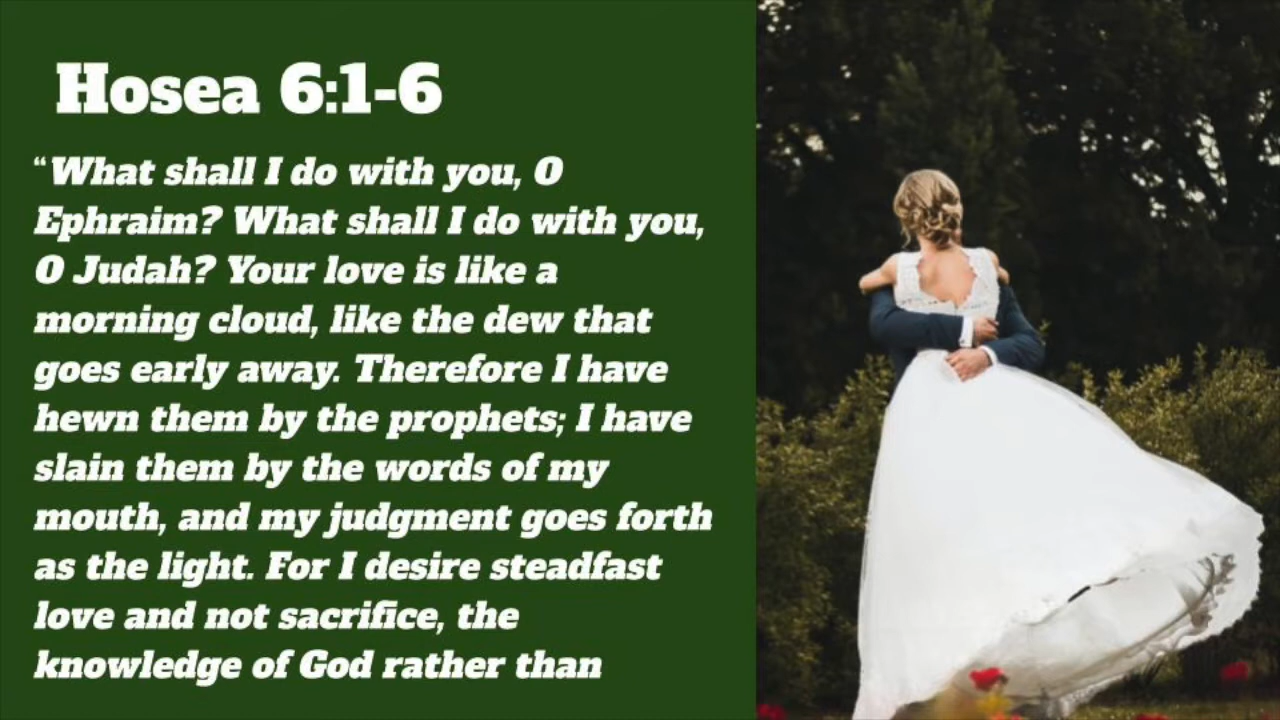 Hosea 6:1-6
“What shall I do with you, O
Ephraim? What shall I do with you,
O Judah? Your love is like a
morning cloud, like the dew that
goes early away. Therefore I have
hewn them by the prophets; I have
slain them by the words of my
mouth, and my judgment goes forth
as the light. For I desire steadfast
love and not sacrifice, the
knowledge of God rather than